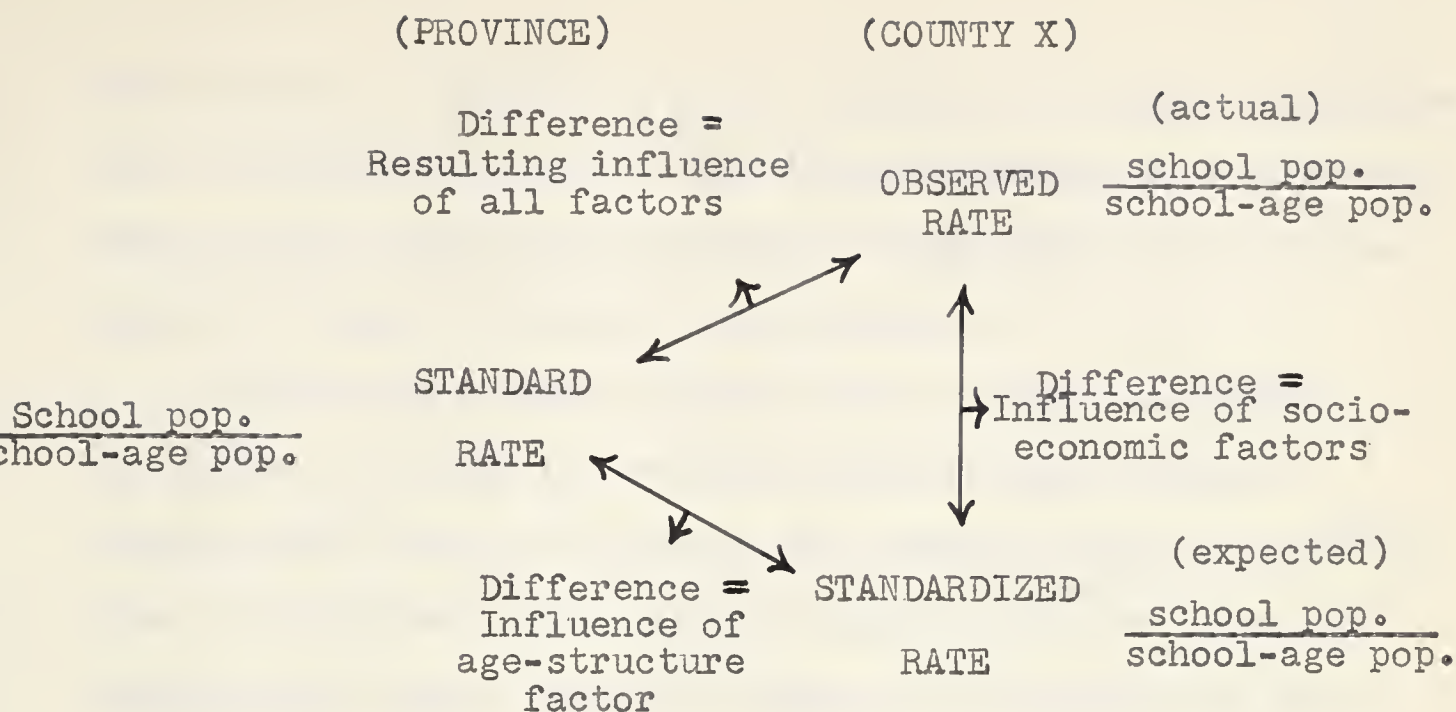 (PROVINCE)
(COUNTY X)
Difference =
Resulting influence
of all factors
(actual)
OBSERVED
RATE
school pop.
school-age pop.
STANDARD
RATE
School pop.
chool-age pop.
Difference =
Influence of socio-
economic factors
Difference =
Influence of
age-structure
factor
STANDARDIZED
RATE
(expected)
school pop.
school-age pop.